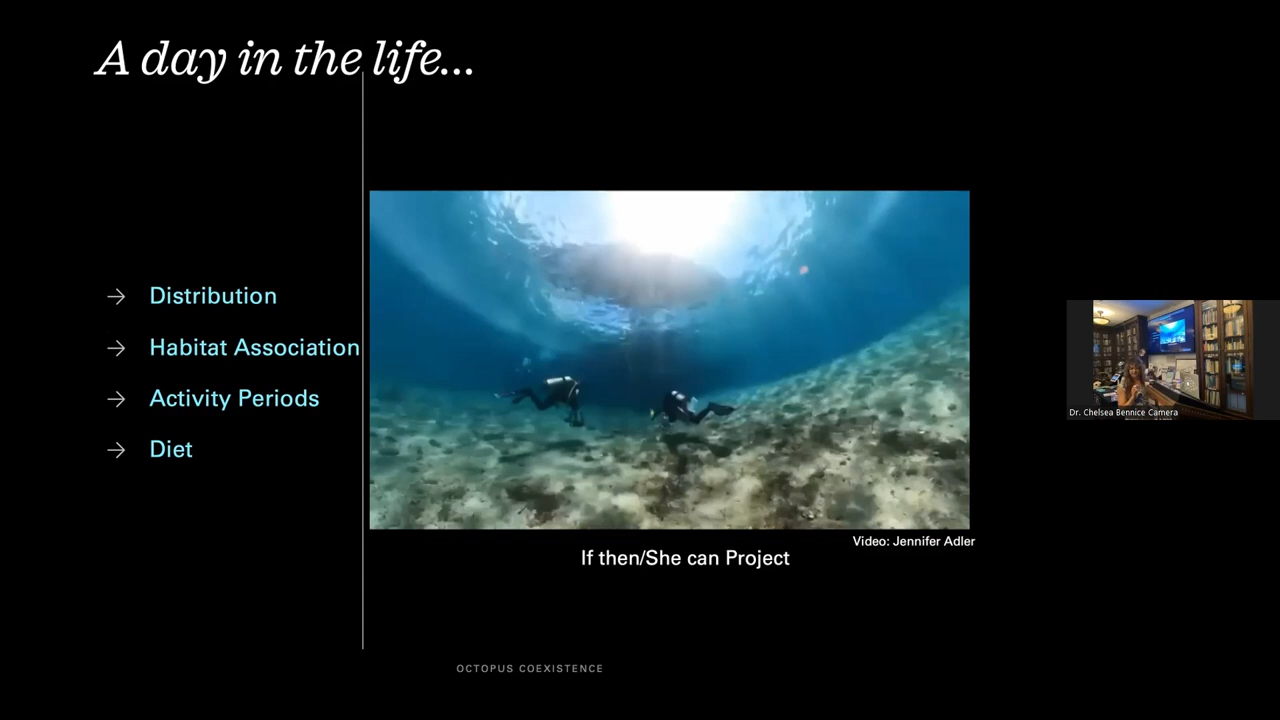 A day in the life...
→ Distribution
→ Habitat Association
→ Activity Periods
→ Diet
Video: Jennifer Adler
If then/She can Project
Dr. Chelsea Bennice Camera
OCTOPUS COEXISTENCE